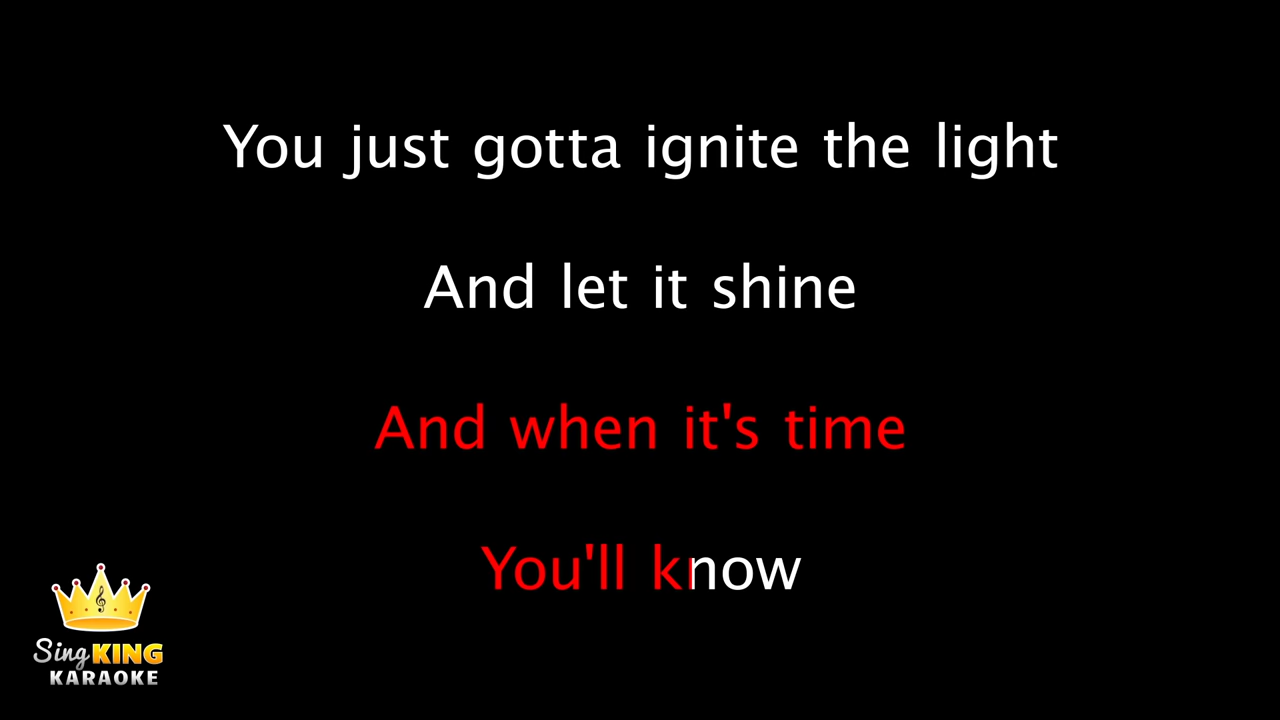 You just gotta ignite the light
And let it shine
And when it's time
You'll know
Sing KING
KARAOKE